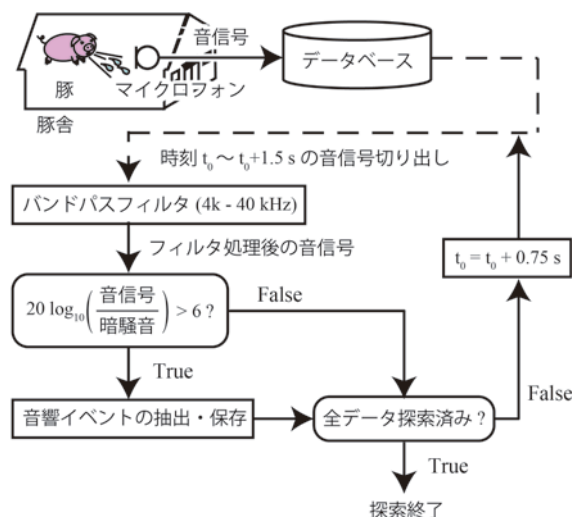 音信号
データベース
豚
マイクロフォン
豚舎
時刻 t₀ ~ t₀+1.5 s の音信号切り出し
バンドパスフィルタ (4k - 40 kHz)
フィルタ処理後の音信号
t₀ = t₀ + 0.75 s
20 log₁₀(音信号/暗騒音) > 6 ?
False
True
False
音響イベントの抽出・保存
全データ探索済み ?
True
探索終了